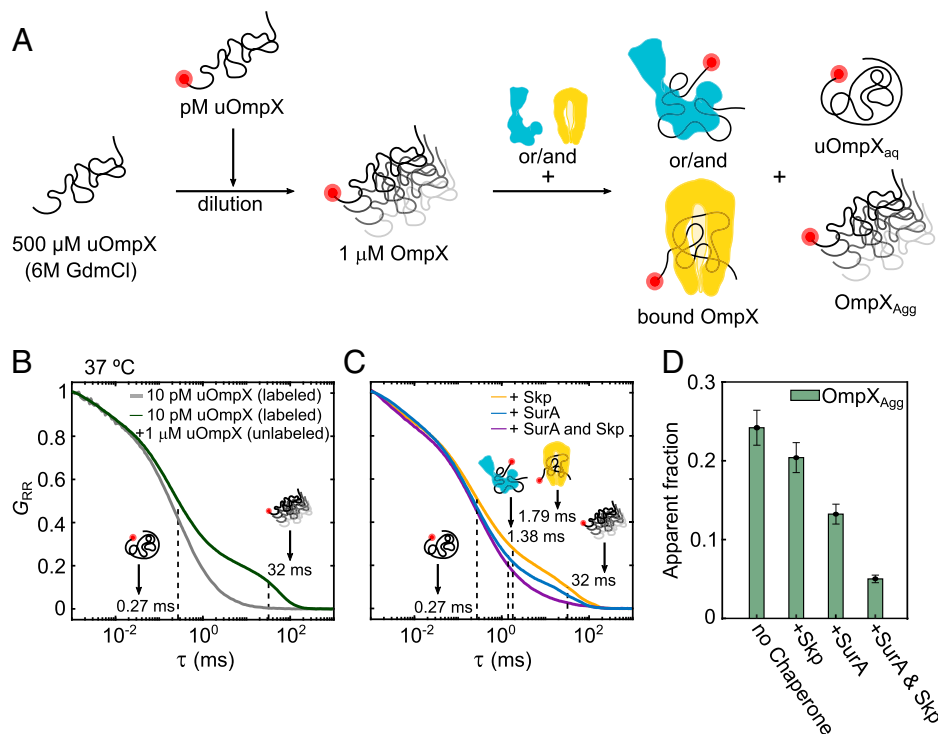 A
pM uOmpX
500 μM uOmpX
(6M GdmCl)
dilution
1 μM OmpX
or/and
+
or/and
bound OmpX
+
uOmpXaq
OmpXAgg
B
37 ºC
10 pM uOmpX (labeled)
10 pM uOmpX (labeled)
+1 μM uOmpX (unlabeled)
GRR
1
0.8
0.6
0.4
0.2
0
0.27 ms
32 ms
10-2
100
102
τ (ms)
C
+ Skp
+ SurA
+ SurA and Skp
1.79 ms
1.38 ms
0.27 ms
32 ms
10-2
100
102
τ (ms)
D
OmpXAgg
Apparent fraction
0.3
0.2
0.1
0
no Chaperone
+Skp
+SurA
+SurA & Skp